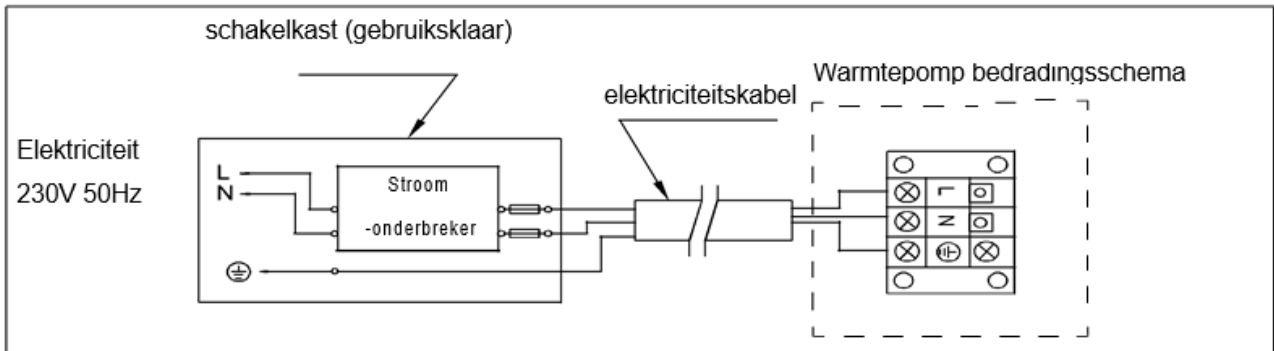 schakelkast (gebruiksklaar)
Warmtepomp bedradingsschema
elektriciteitskabel
Elektriciteit
230V 50Hz
L
N
Stroom
-onderbreker
L
N